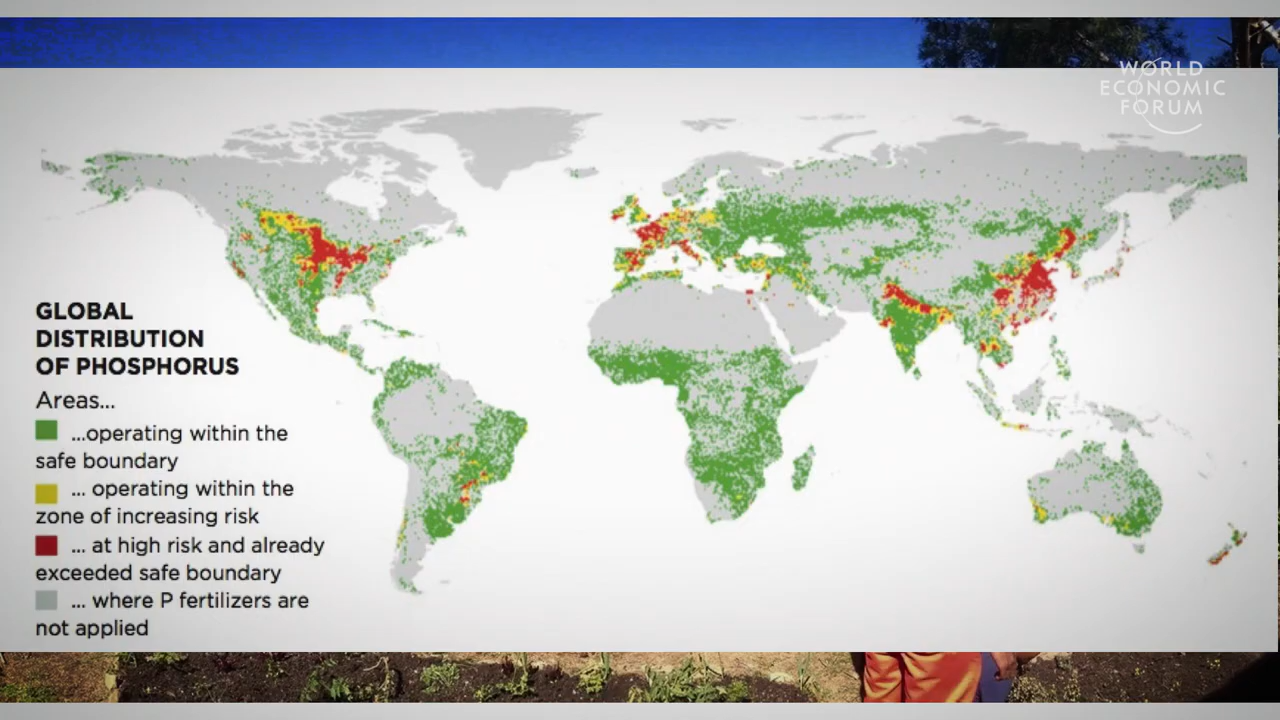 WORLD
ECONOMIC
FORUM
GLOBAL
DISTRIBUTION
OF PHOSPHORUS
Areas...
...operating within the
safe boundary
... operating within the
zone of increasing risk
... at high risk and already
exceeded safe boundary
... where P fertilizers are
not applied